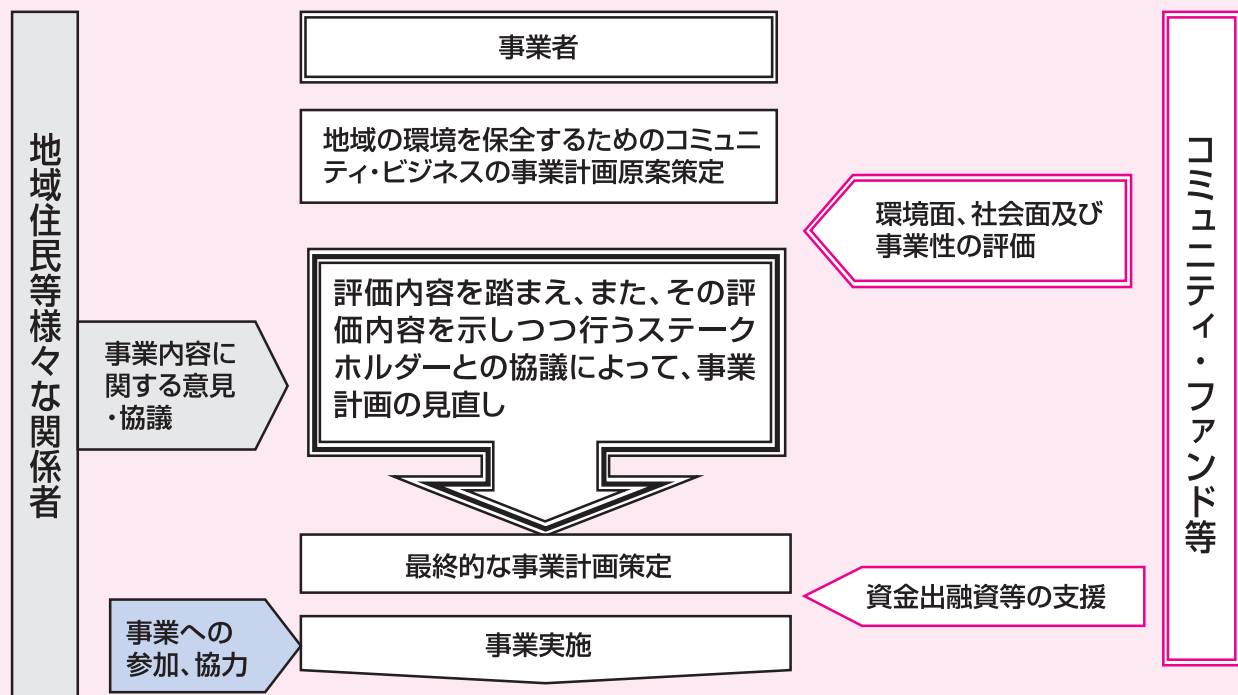 事業者
地域の環境を保全するためのコミュニ
ティ・ビジネスの事業計画原案策定
環境面、社会面及び
事業性の評価
評価内容を踏まえ、また、その評
価内容を示しつつ行うステーク
ホルダーとの協議によって、事業
計画の見直し
地域住民等様々な関係者
事業内容に
関する意見
・協議
コミュニティ・ファンド等
最終的な事業計画策定
資金出融資等の支援
事業への
参加、協力
事業実施